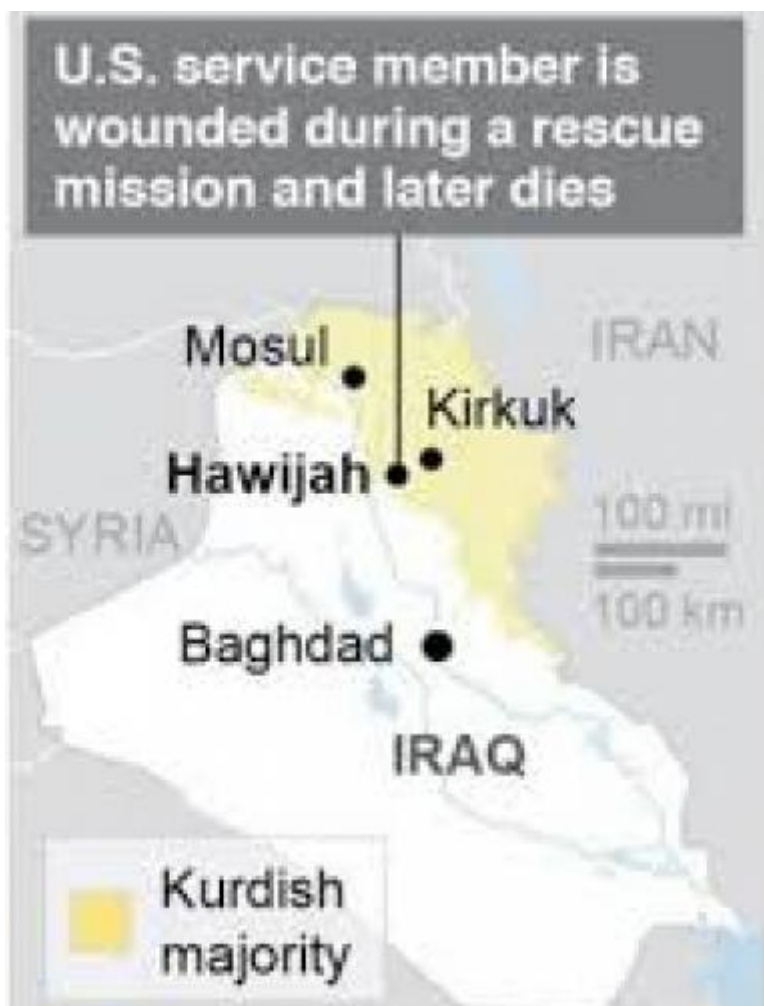 U.S. service member is
wounded during a rescue
mission and later dies
Mosul
IRAN
Kirkuk
Hawijah
SYRIA
100 mi
100 km
Baghdad
IRAQ
Kurdish
majority